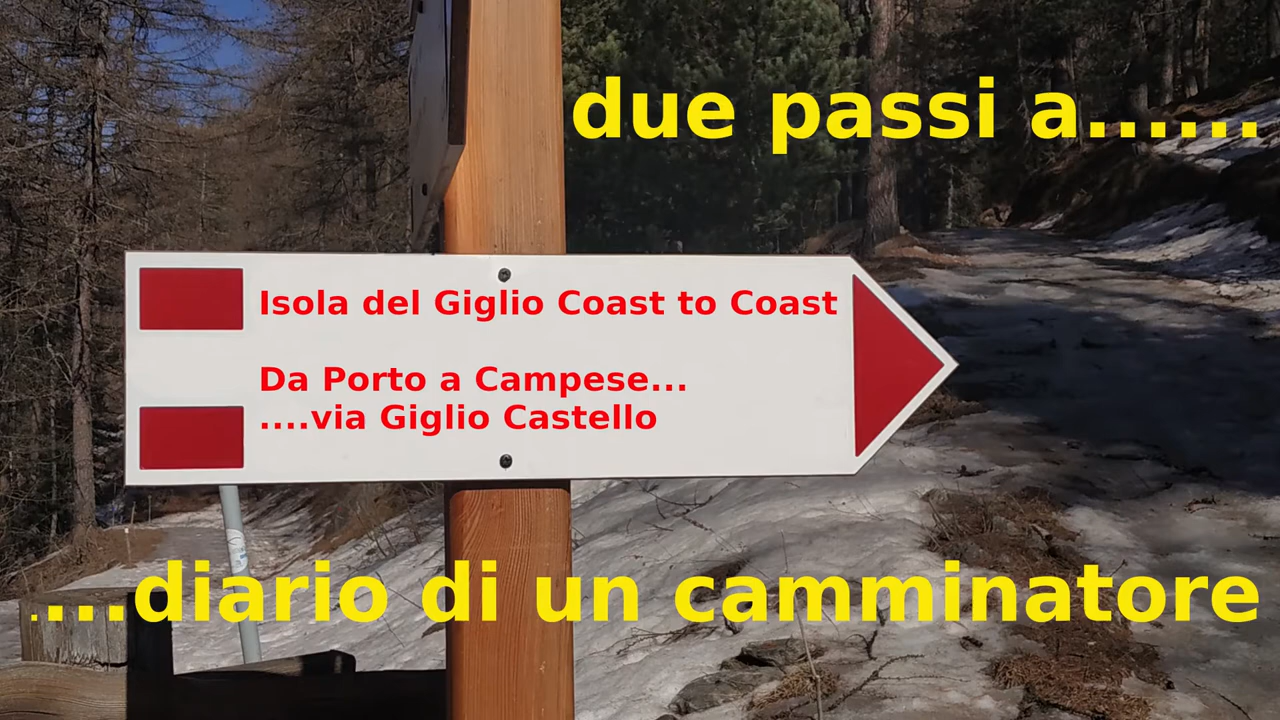 due passi a......
Isola del Giglio Coast to Coast
Da Porto a Campese...
....via Giglio Castello
....diario di un camminatore